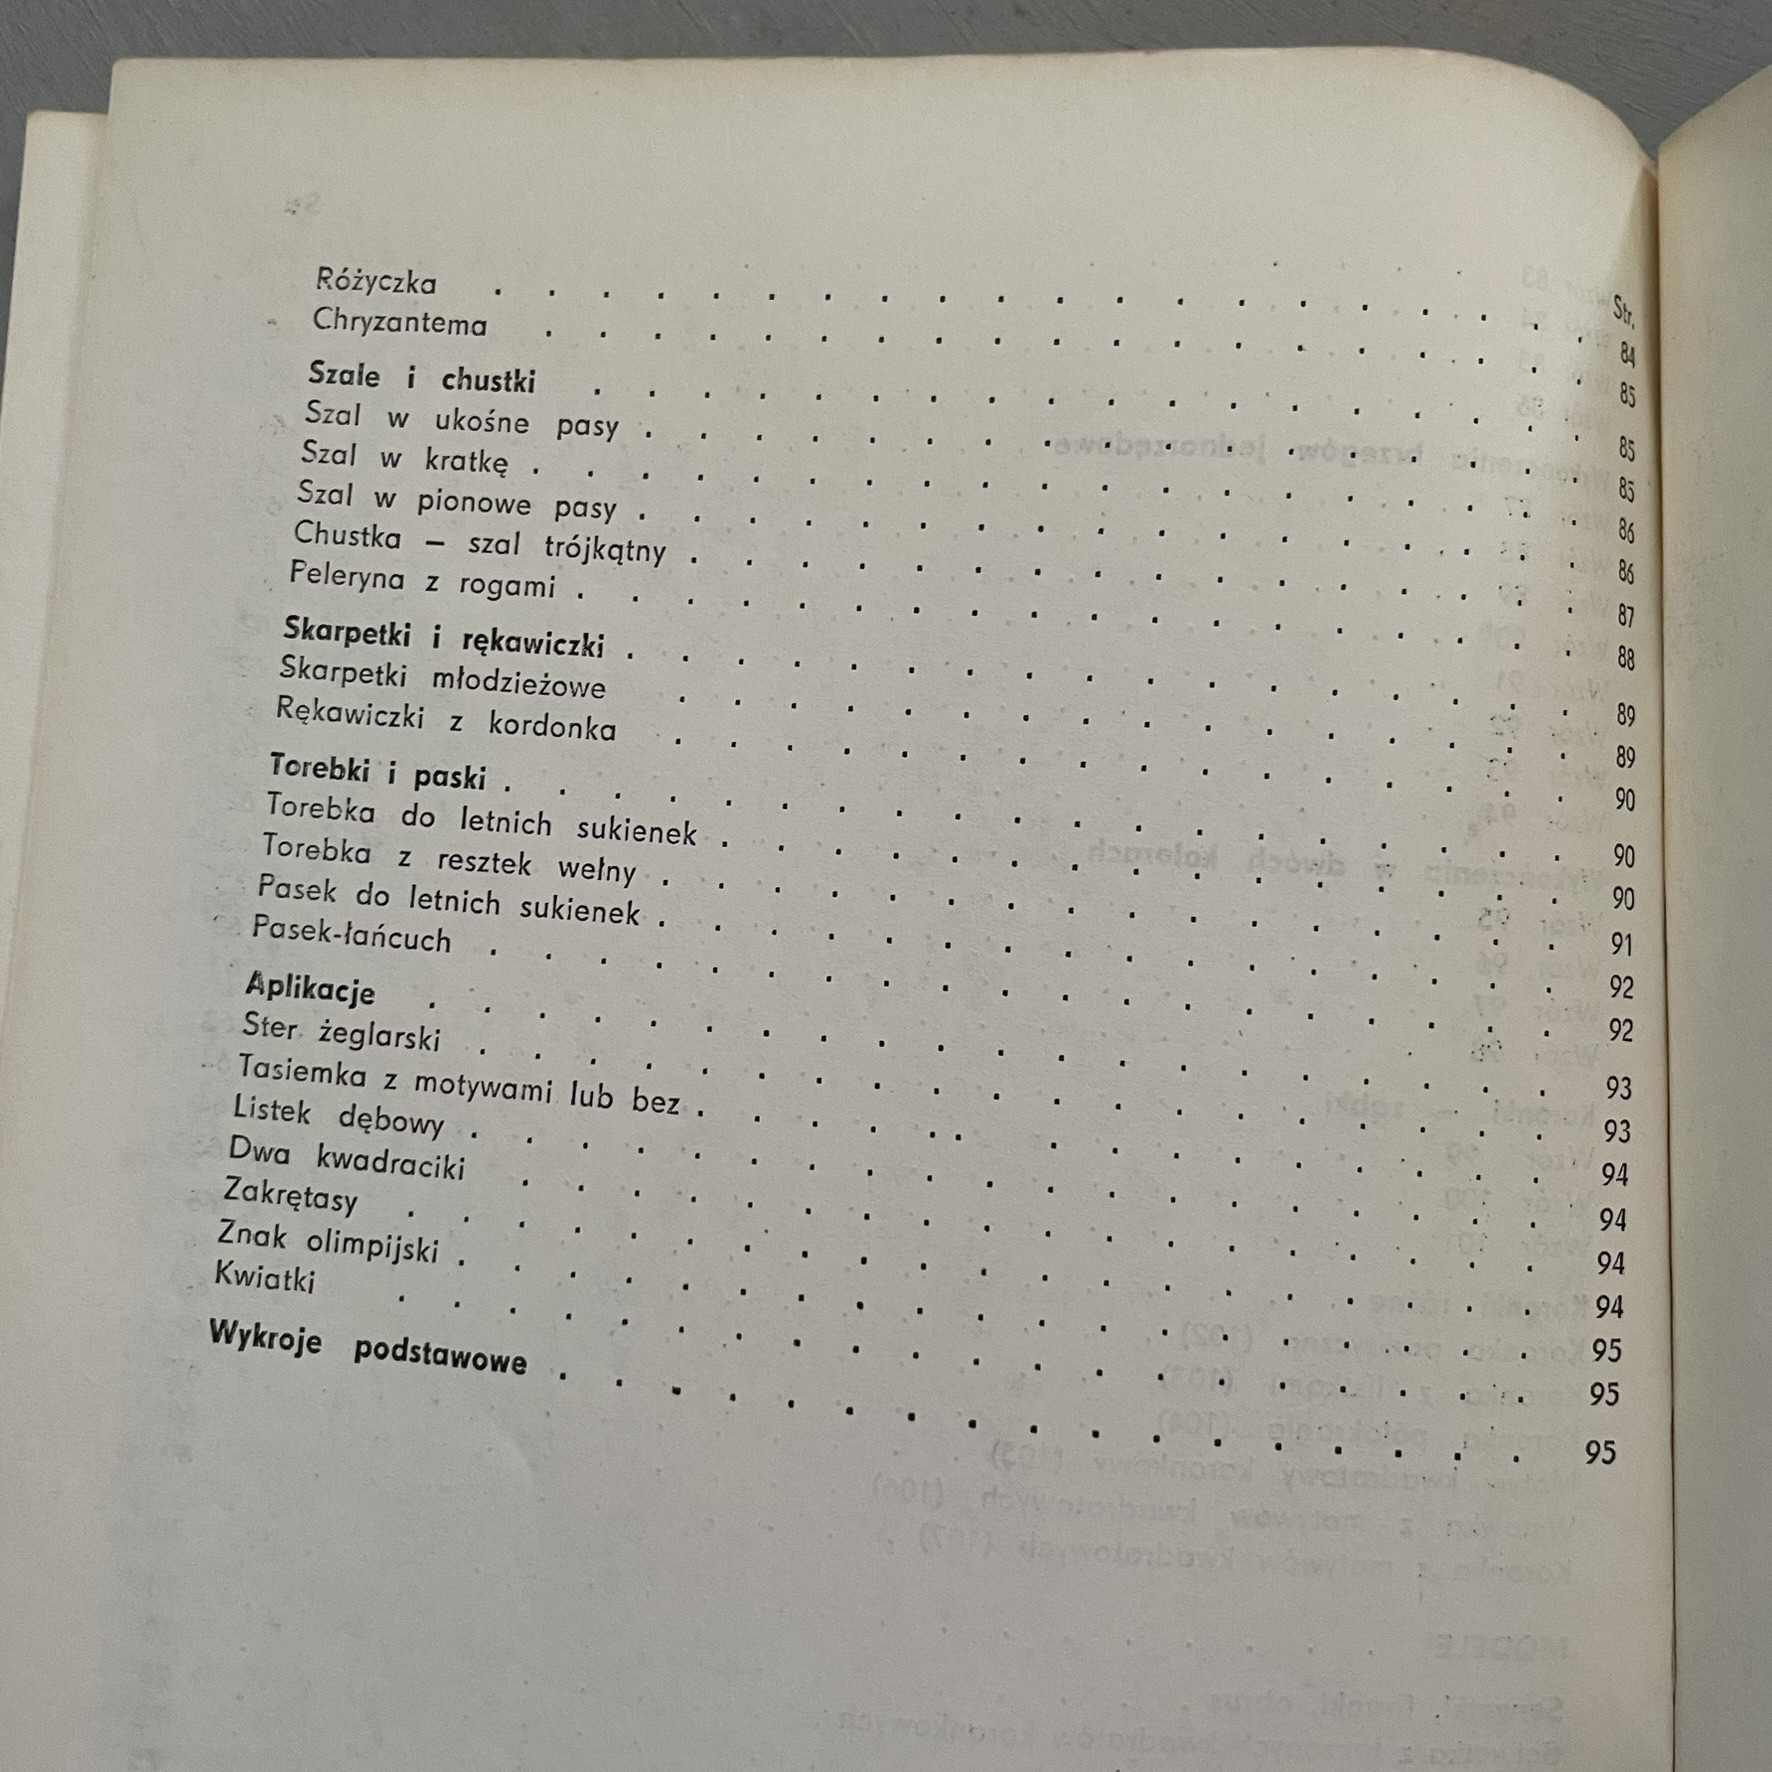 Str.
Różyczka . . . . . . . . . . . . . . . . . . . . 84
Chryzantema . . . . . . . . . . . . . . . . . . . 85
Szale i chustki . . . . . . . . . . . . . . . . . . 85
Szal w ukośne pasy . . . . . . . . . . . . . . . . . 85
Szal w kratkę . . . . . . . . . . . . . . . . . . . 86
Szal w pionowe pasy . . . . . . . . . . . . . . . . . 86
Chustka – szal trójkątny . . . . . . . . . . . . . . . . 87
Peleryna z rogami . . . . . . . . . . . . . . . . . . 88
Skarpetki i rękawiczki . . . . . . . . . . . . . . . . . 89
Skarpetki młodzieżowe . . . . . . . . . . . . . . . . 89
Rękawiczki z kordonka . . . . . . . . . . . . . . . . 90
Torebki i paski . . . . . . . . . . . . . . . . . . . 90
Torebka do letnich sukienek . . . . . . . . . . . . . . . 90
Torebka z resztek wełny . . . . . . . . . . . . . . . . 91
Pasek do letnich sukienek . . . . . . . . . . . . . . . . 92
Pasek-łańcuch . . . . . . . . . . . . . . . . . . . 92
Aplikacje . . . . . . . . . . . . . . . . . . . . 93
Ster żeglarski . . . . . . . . . . . . . . . . . . . 93
Tasiemka z motywami lub bez . . . . . . . . . . . . . . . 94
Listek dębowy . . . . . . . . . . . . . . . . . . . 94
Dwa kwadraciki . . . . . . . . . . . . . . . . . . 94
Zakrętasy . . . . . . . . . . . . . . . . . . . . 94
Znak olimpijski . . . . . . . . . . . . . . . . . . . 95
Kwiatki . . . . . . . . . . . . . . . . . . . . 95
Wykroje podstawowe . . . . . . . . . . . . . . . . . 95